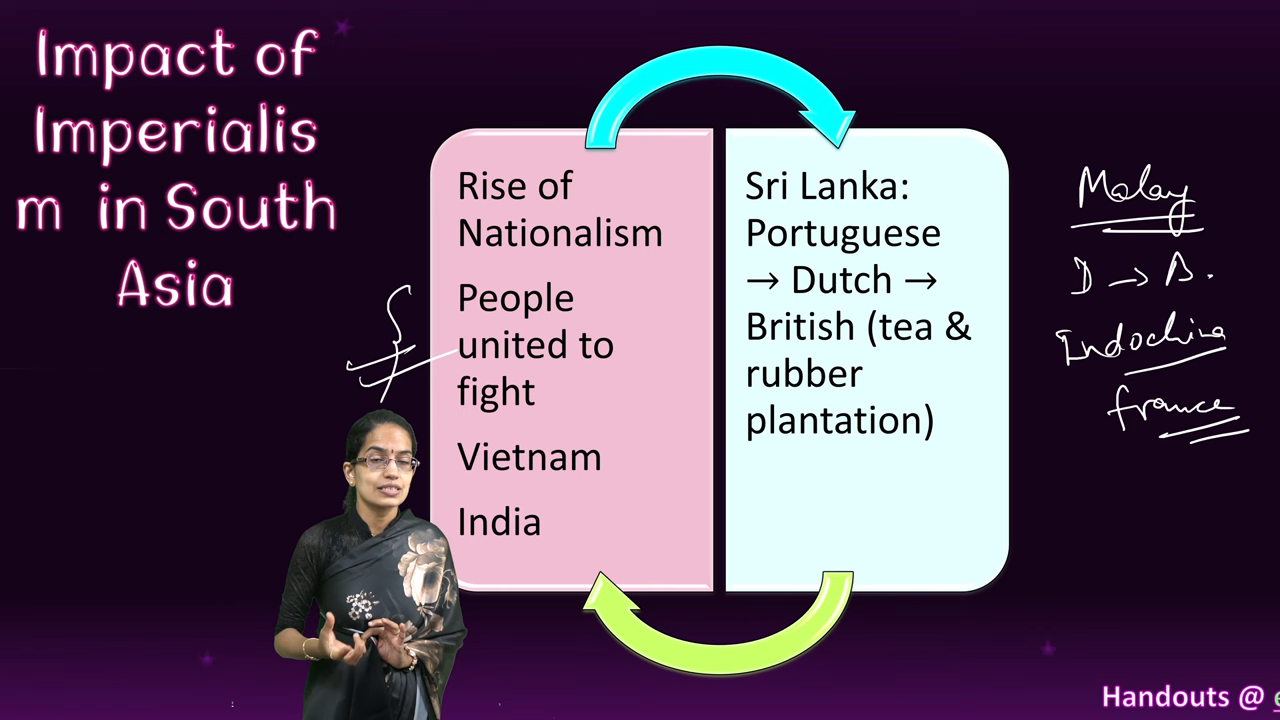 Impact of
Imperialis
m in South
Asia
Rise of
Nationalism
People
united to
fight
Vietnam
India
Sri Lanka:
Portuguese
→ Dutch →
British (tea &
rubber
plantation)
Malay
D → B.
Indochina
france
Handouts @